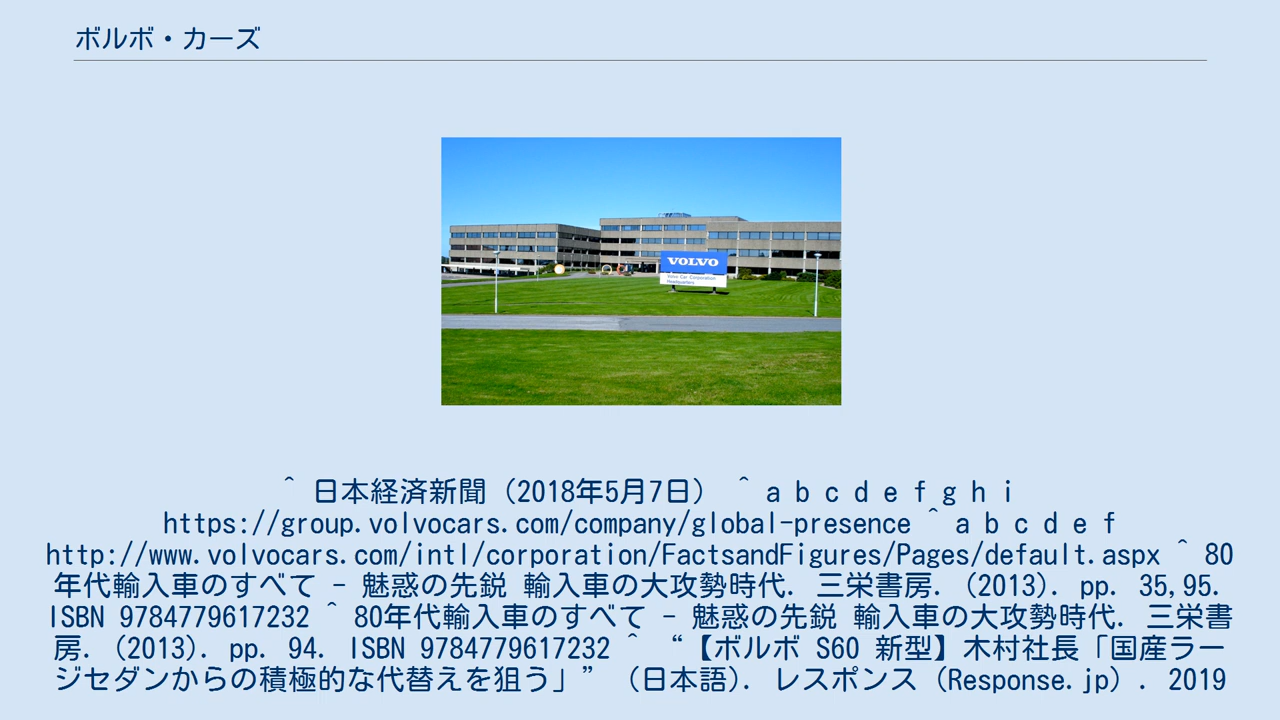 ボルボ・カーズ
VOLVO
Volvo Car Corporation
Headquarters
^ 日本経済新聞（2018年5月7日） ^ a b c d e f g h i
https://group.volvocars.com/company/global-presence ^ a b c d e f
http://www.volvocars.com/intl/corporation/FactsandFigures/Pages/default.aspx ^ 80
年代輸入車のすべて - 魅惑の先鋭 輸入車の大攻勢時代. 三栄書房. (2013). pp. 35,95.
ISBN 9784779617232 ^ 80年代輸入車のすべて - 魅惑の先鋭 輸入車の大攻勢時代. 三栄書
房. (2013). pp. 94. ISBN 9784779617232 ^ “【ボルボ S60 新型】木村社長「国産ラー
ジセダンからの積極的な代替えを狙う」” （日本語）. レスポンス（Response.jp）. 2019